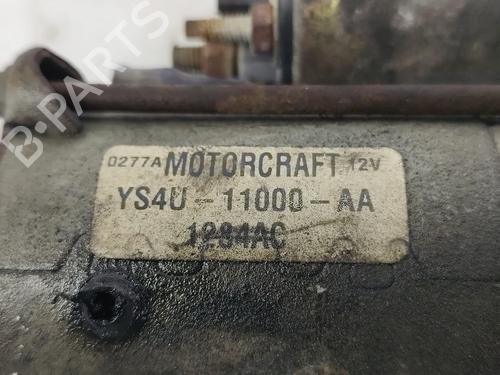 B-PARTS
0277A MOTORCRAFT 12V
YS4U-11000-AA
1284AC